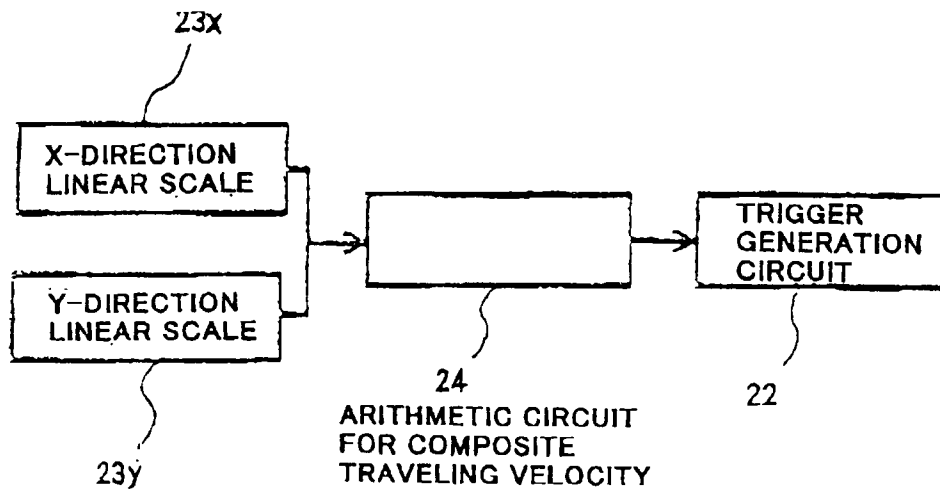 23x
X-DIRECTION
LINEAR SCALE
Y-DIRECTION
LINEAR SCALE
23y
24
ARITHMETIC CIRCUIT
FOR COMPOSITE
TRAVELING VELOCITY
TRIGGER
GENERATION
CIRCUIT
22